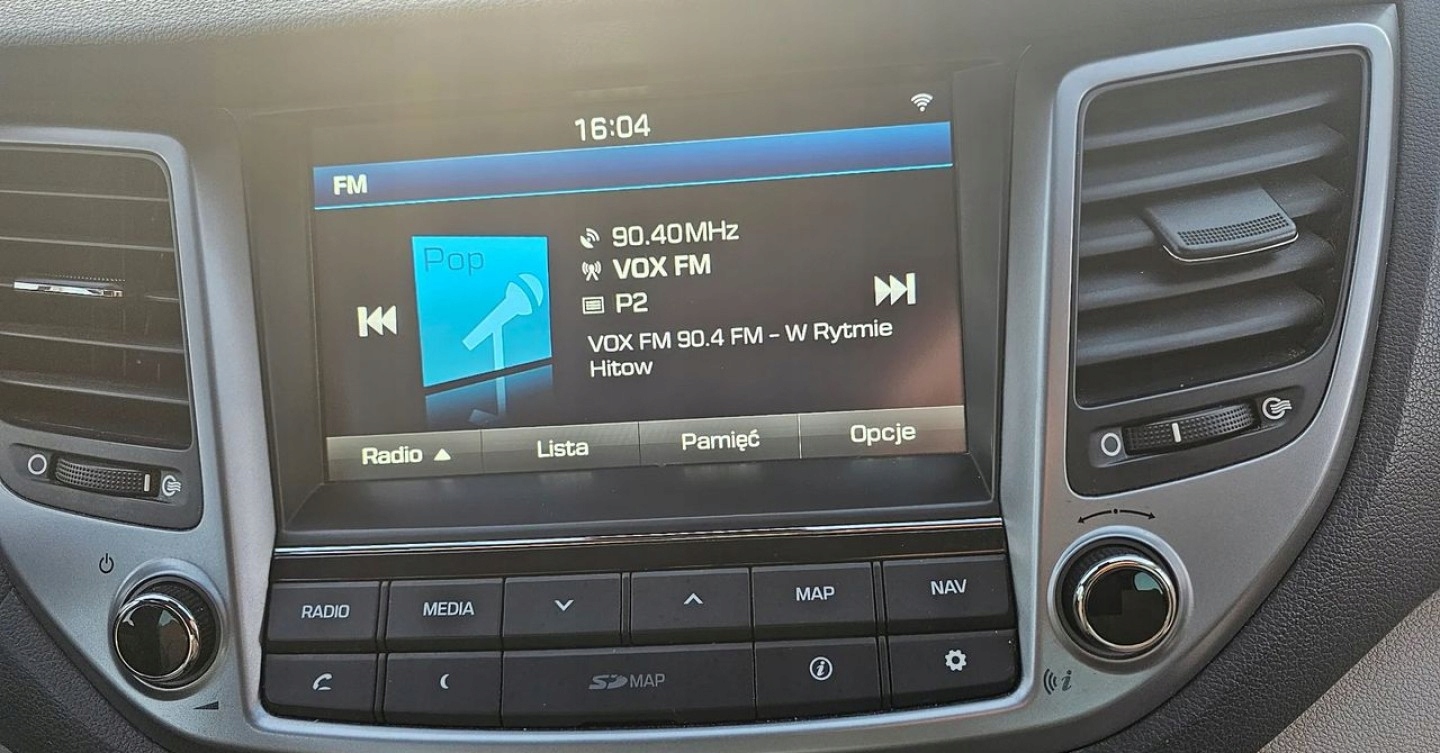 16:04
FM
Pop
90.40MHz
VOX FM
P2
VOX FM 90.4 FM - W Rytmie
Hitow
Radio ▲
Lista
Pamięć
Opcje
RADIO
MEDIA
MAP
NAV
SD MAP
i
i